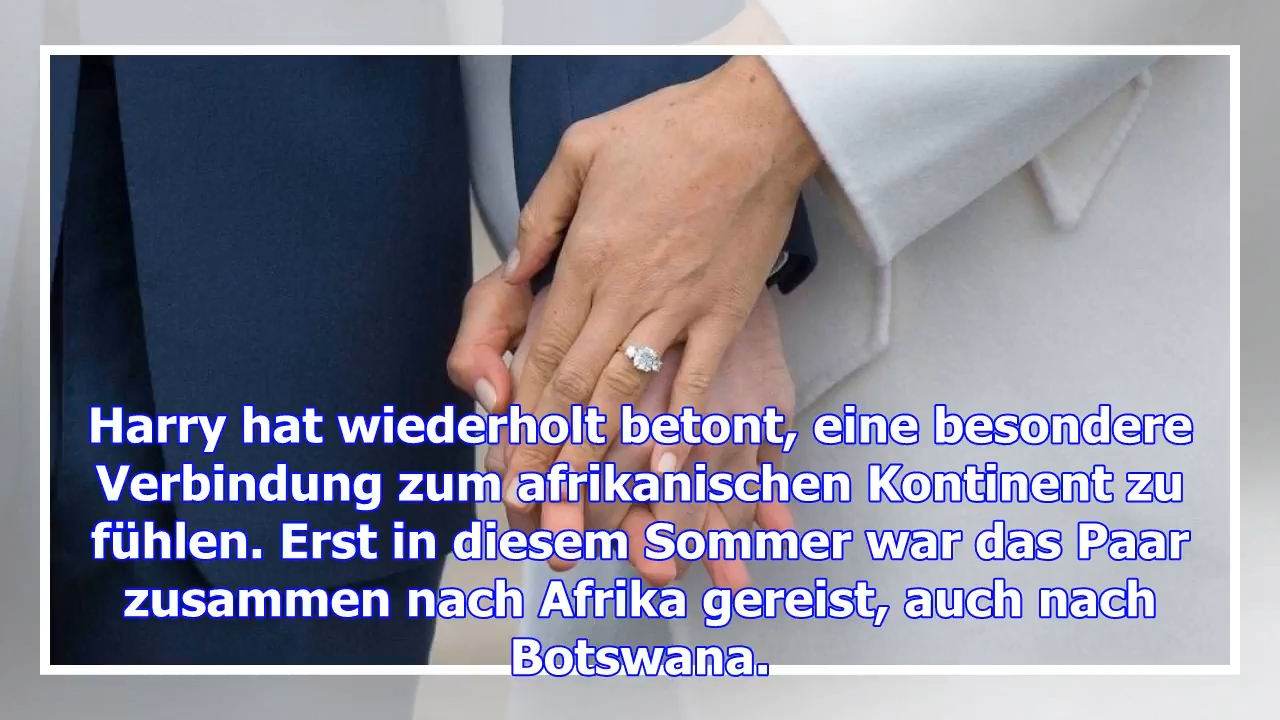 Harry hat wiederholt betont, eine besondere
Verbindung zum afrikanischen Kontinent zu
fühlen. Erst in diesem Sommer war das Paar
zusammen nach Afrika gereist, auch nach
Botswana.